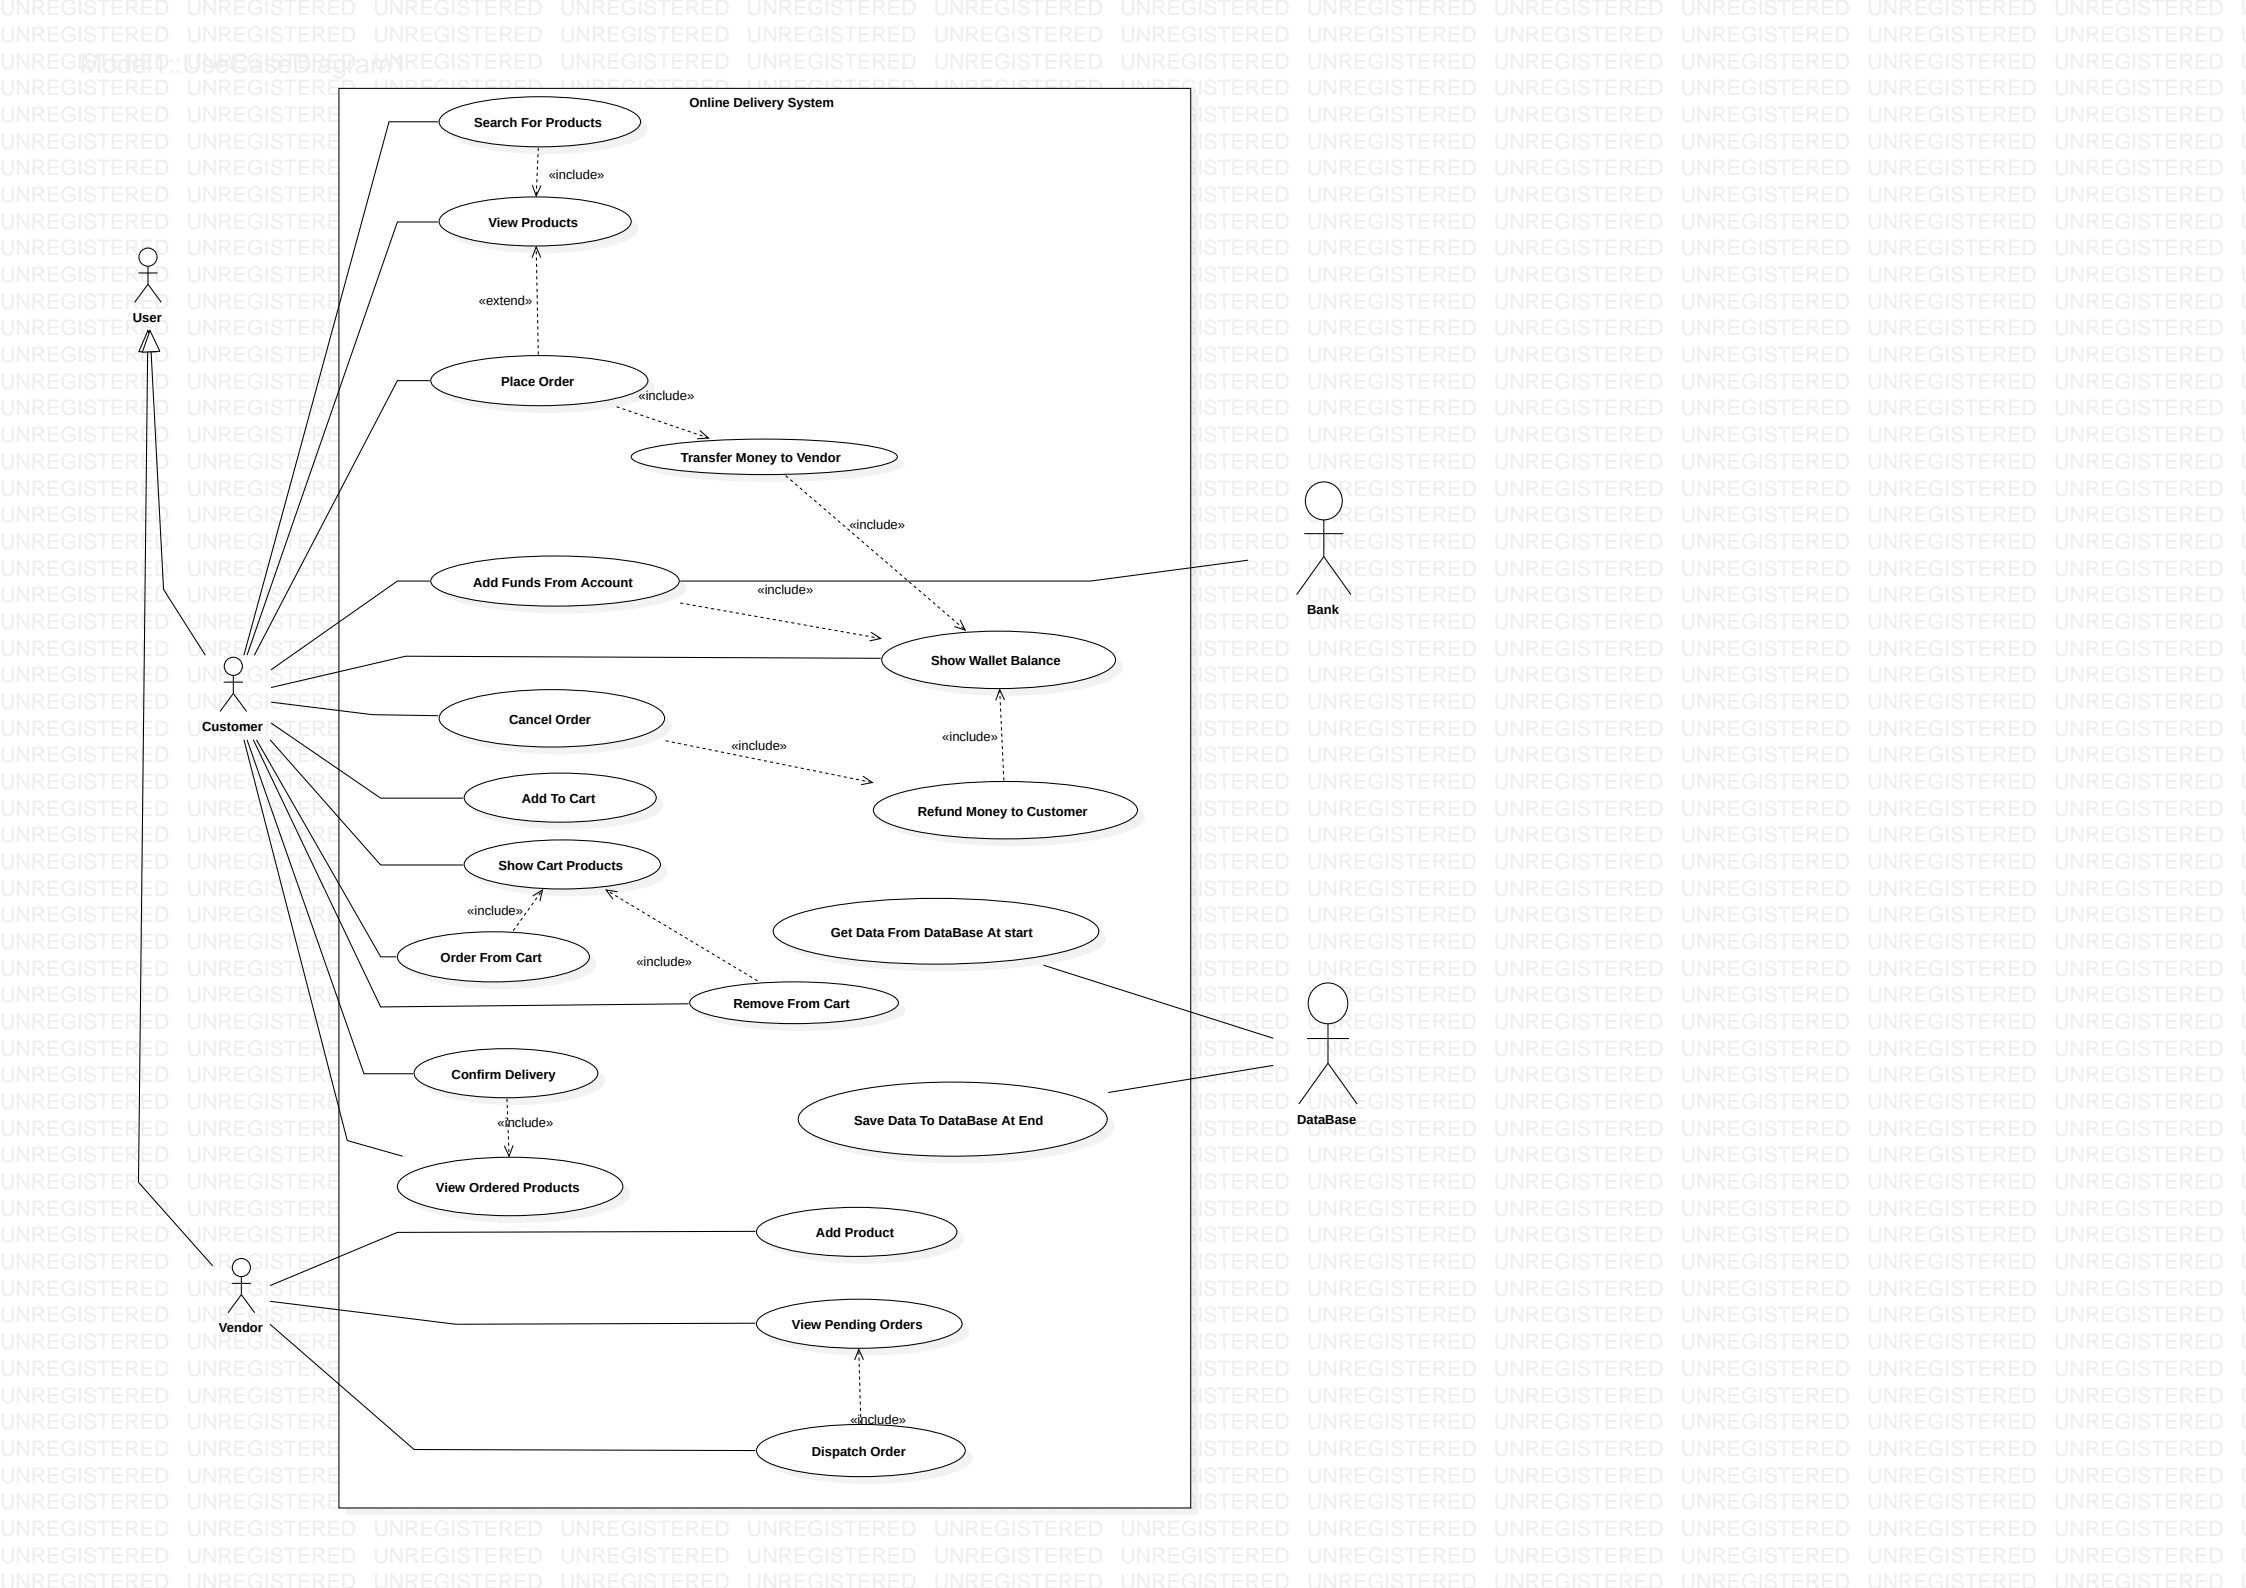 Model1::UseCaseDiagram1
Online Delivery System
Search For Products
«include»
View Products
User
«extend»
Place Order
«include»
Transfer Money to Vendor
«include»
Add Funds From Account
«include»
Bank
Show Wallet Balance
Customer
Cancel Order
«include»
«include»
Add To Cart
Refund Money to Customer
Show Cart Products
«include»
Get Data From DataBase At start
Order From Cart
«include»
Remove From Cart
Confirm Delivery
«include»
Save Data To DataBase At End
DataBase
View Ordered Products
Add Product
Vendor
View Pending Orders
«include»
Dispatch Order
UNREGISTERED